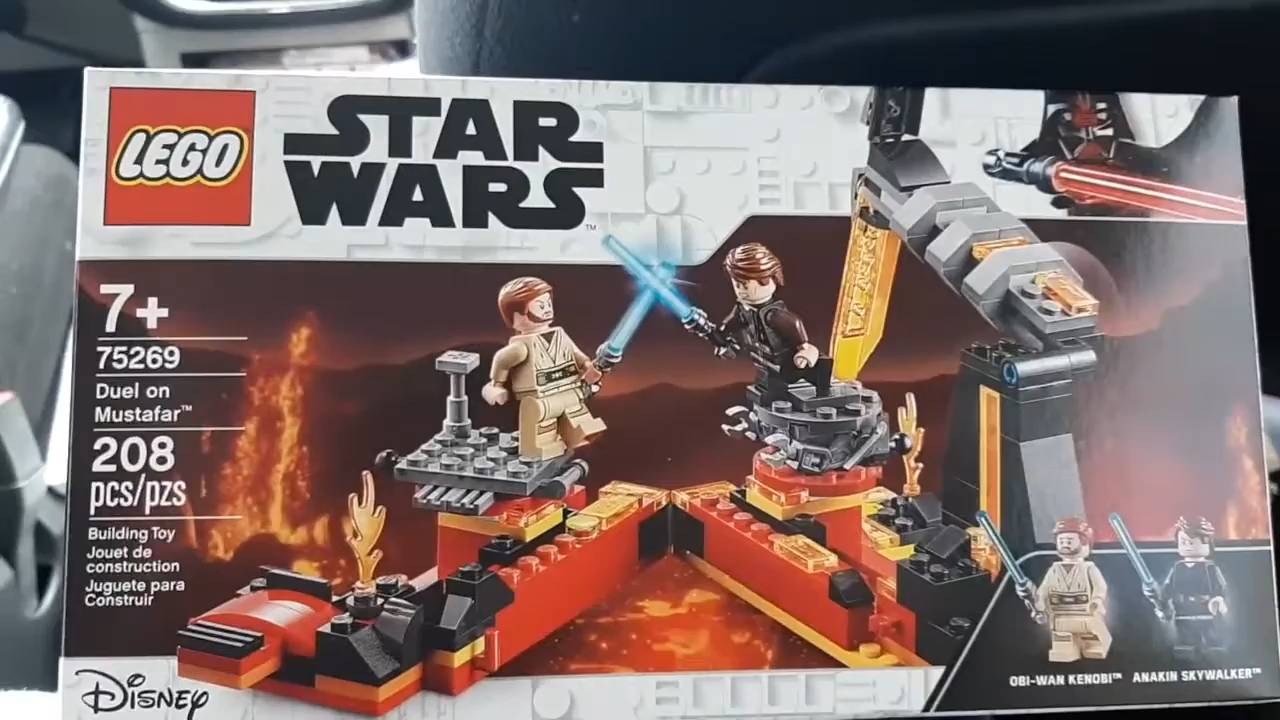 LEGO
STAR
WARS™
7+
75269
Duel on
Mustafar™
208
pcs/pzs
Building Toy
Jouet de
construction
Juguete para
Construir
Disney
OBI-WAN KENOBI™ ANAKIN SKYWALKER™